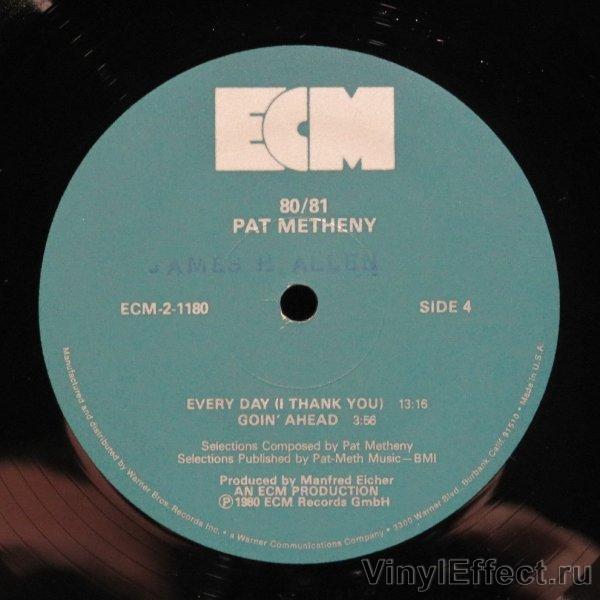 ECM
80/81
PAT METHENY
JAMES H. ALLEN
ECM-2-1180
SIDE 4
EVERY DAY (I THANK YOU) 13:16
GOIN' AHEAD 3:56
Selections Composed by Pat Metheny
Selections Published by Pat-Meth Music—BMI
Produced by Manfred Eicher
AN ECM PRODUCTION
Ⓟ 1980 ECM Records GmbH
Manufactured and distributed by Warner Bros. Records Inc. • a Warner Communications Company • 3300 Warner Blvd., Burbank, Calif. 91510 • Made in U.S.A.
VinylEffect.ru